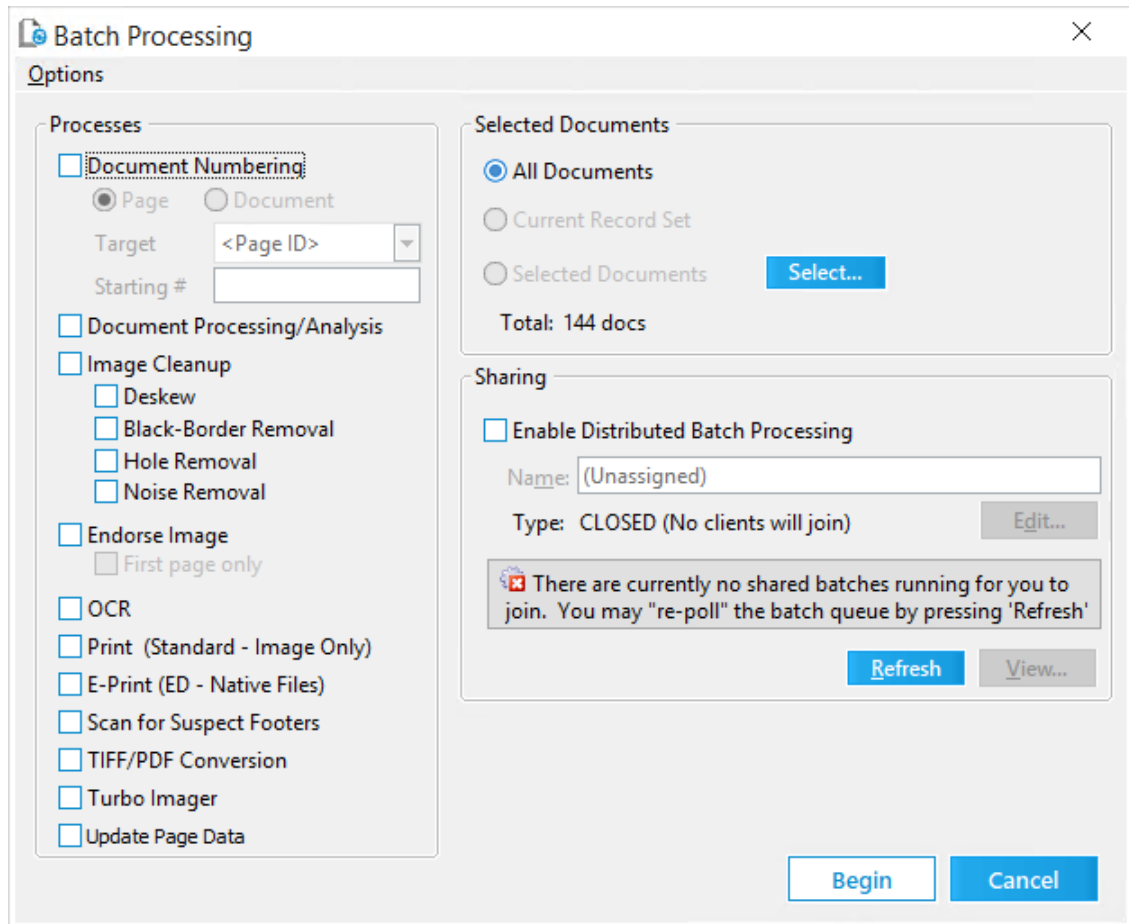 Batch Processing
Options
Processes
Document Numbering
Page Document
Target <Page ID>
Starting #
Document Processing/Analysis
Image Cleanup
Deskew
Black-Border Removal
Hole Removal
Noise Removal
Endorse Image
First page only
OCR
Print (Standard - Image Only)
E-Print (ED - Native Files)
Scan for Suspect Footers
TIFF/PDF Conversion
Turbo Imager
Update Page Data
Selected Documents
All Documents
Current Record Set
Selected Documents Select...
Total: 144 docs
Sharing
Enable Distributed Batch Processing
Name: (Unassigned)
Type: CLOSED (No clients will join) Edit...
There are currently no shared batches running for you to
join. You may "re-poll" the batch queue by pressing 'Refresh'
Refresh View...
Begin Cancel